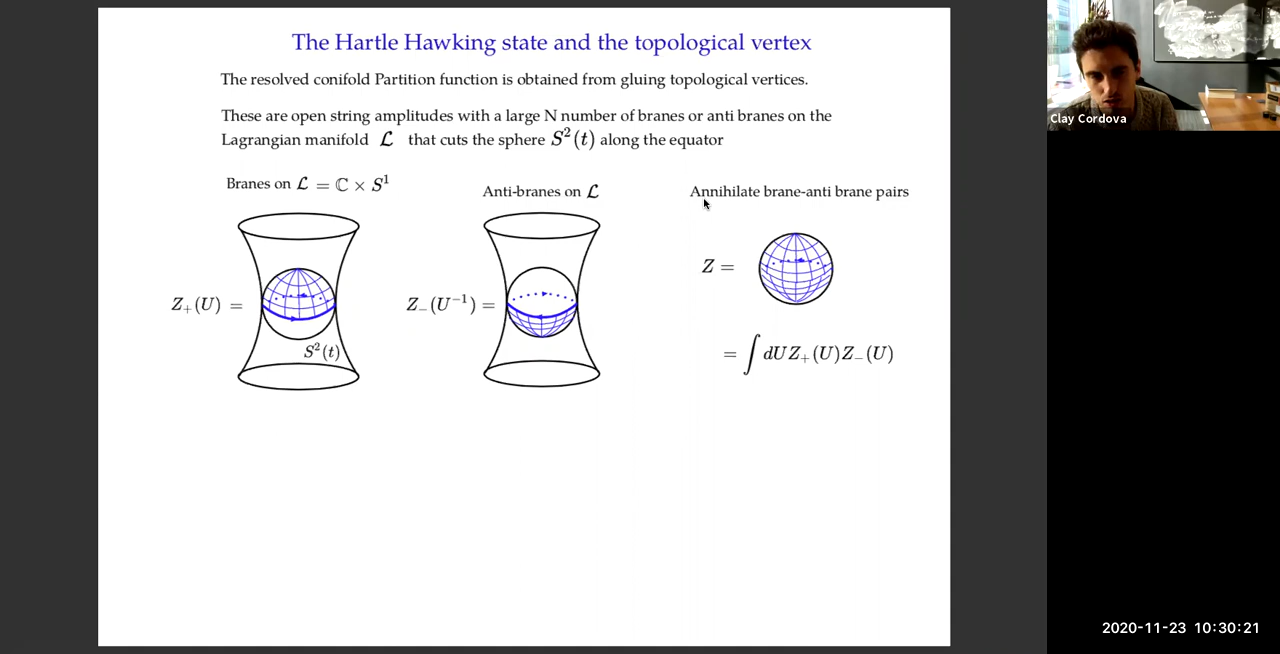 The Hartle Hawking state and the topological vertex
The resolved conifold Partition function is obtained from gluing topological vertices.
These are open string amplitudes with a large N number of branes or anti branes on the
Lagrangian manifold ℒ that cuts the sphere S²(t) along the equator
Branes on ℒ = ℂ × S¹
Anti-branes on ℒ
Annihilate brane-anti brane pairs
Z₊(U) =
S²(t)
Z₋(U⁻¹) =
Z =
= ∫ dU Z₊(U)Z₋(U)
Clay Cordova
2020-11-23 10:30:21